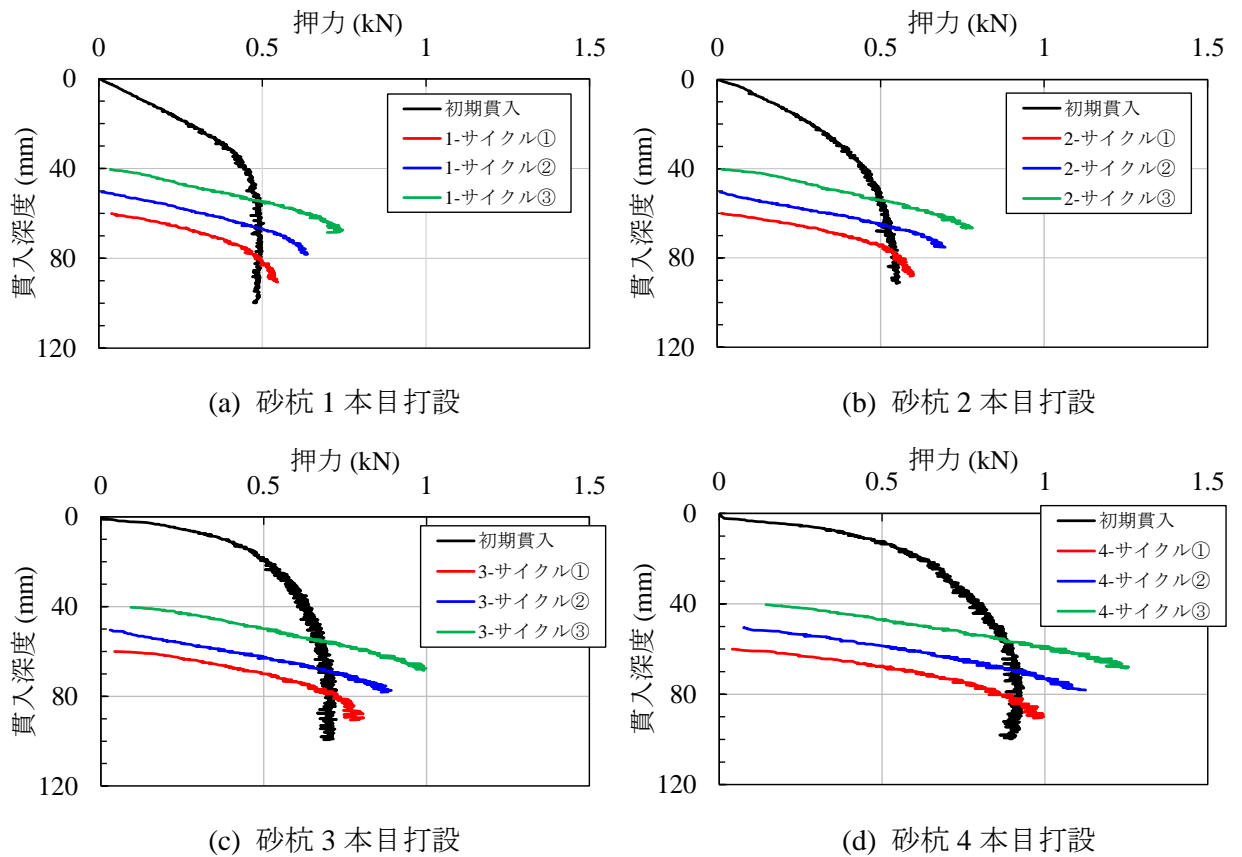 押力 (kN)
0 0.5 1 1.5
0
40
80
120
貫入深度 (mm)
初期貫入
1-サイクル①
1-サイクル②
1-サイクル③
(a) 砂杭 1 本目打設
押力 (kN)
0 0.5 1 1.5
0
40
80
120
貫入深度 (mm)
初期貫入
2-サイクル①
2-サイクル②
2-サイクル③
(b) 砂杭 2 本目打設
押力 (kN)
0 0.5 1 1.5
0
40
80
120
貫入深度 (mm)
初期貫入
3-サイクル①
3-サイクル②
3-サイクル③
(c) 砂杭 3 本目打設
押力 (kN)
0 0.5 1 1.5
0
40
80
120
貫入深度 (mm)
初期貫入
4-サイクル①
4-サイクル②
4-サイクル③
(d) 砂杭 4 本目打設